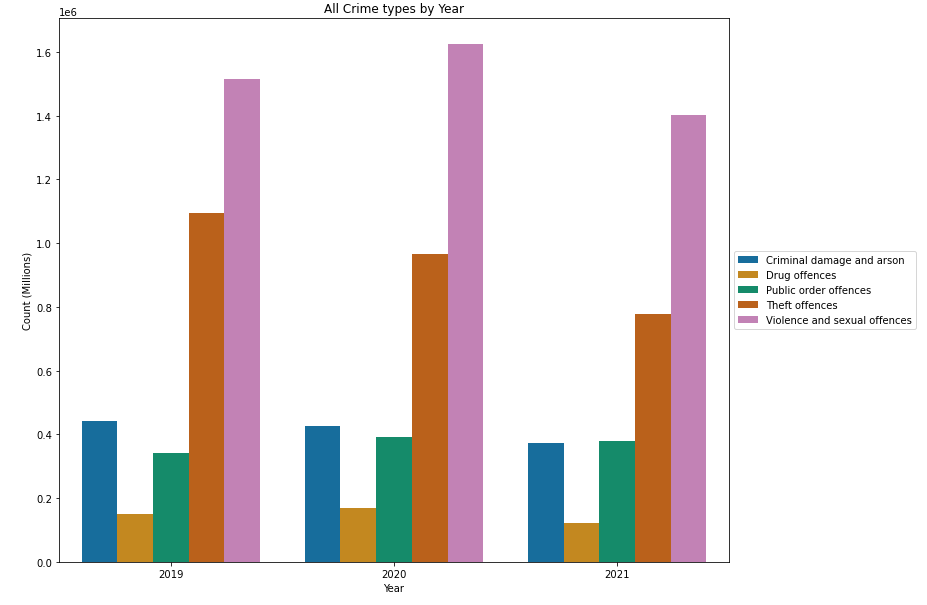 All Crime types by Year
1e6
1.6
1.4
1.2
1.0
0.8
0.6
0.4
0.2
0.0
Count (Millions)
2019 2020 2021
Year
Criminal damage and arson
Drug offences
Public order offences
Theft offences
Violence and sexual offences